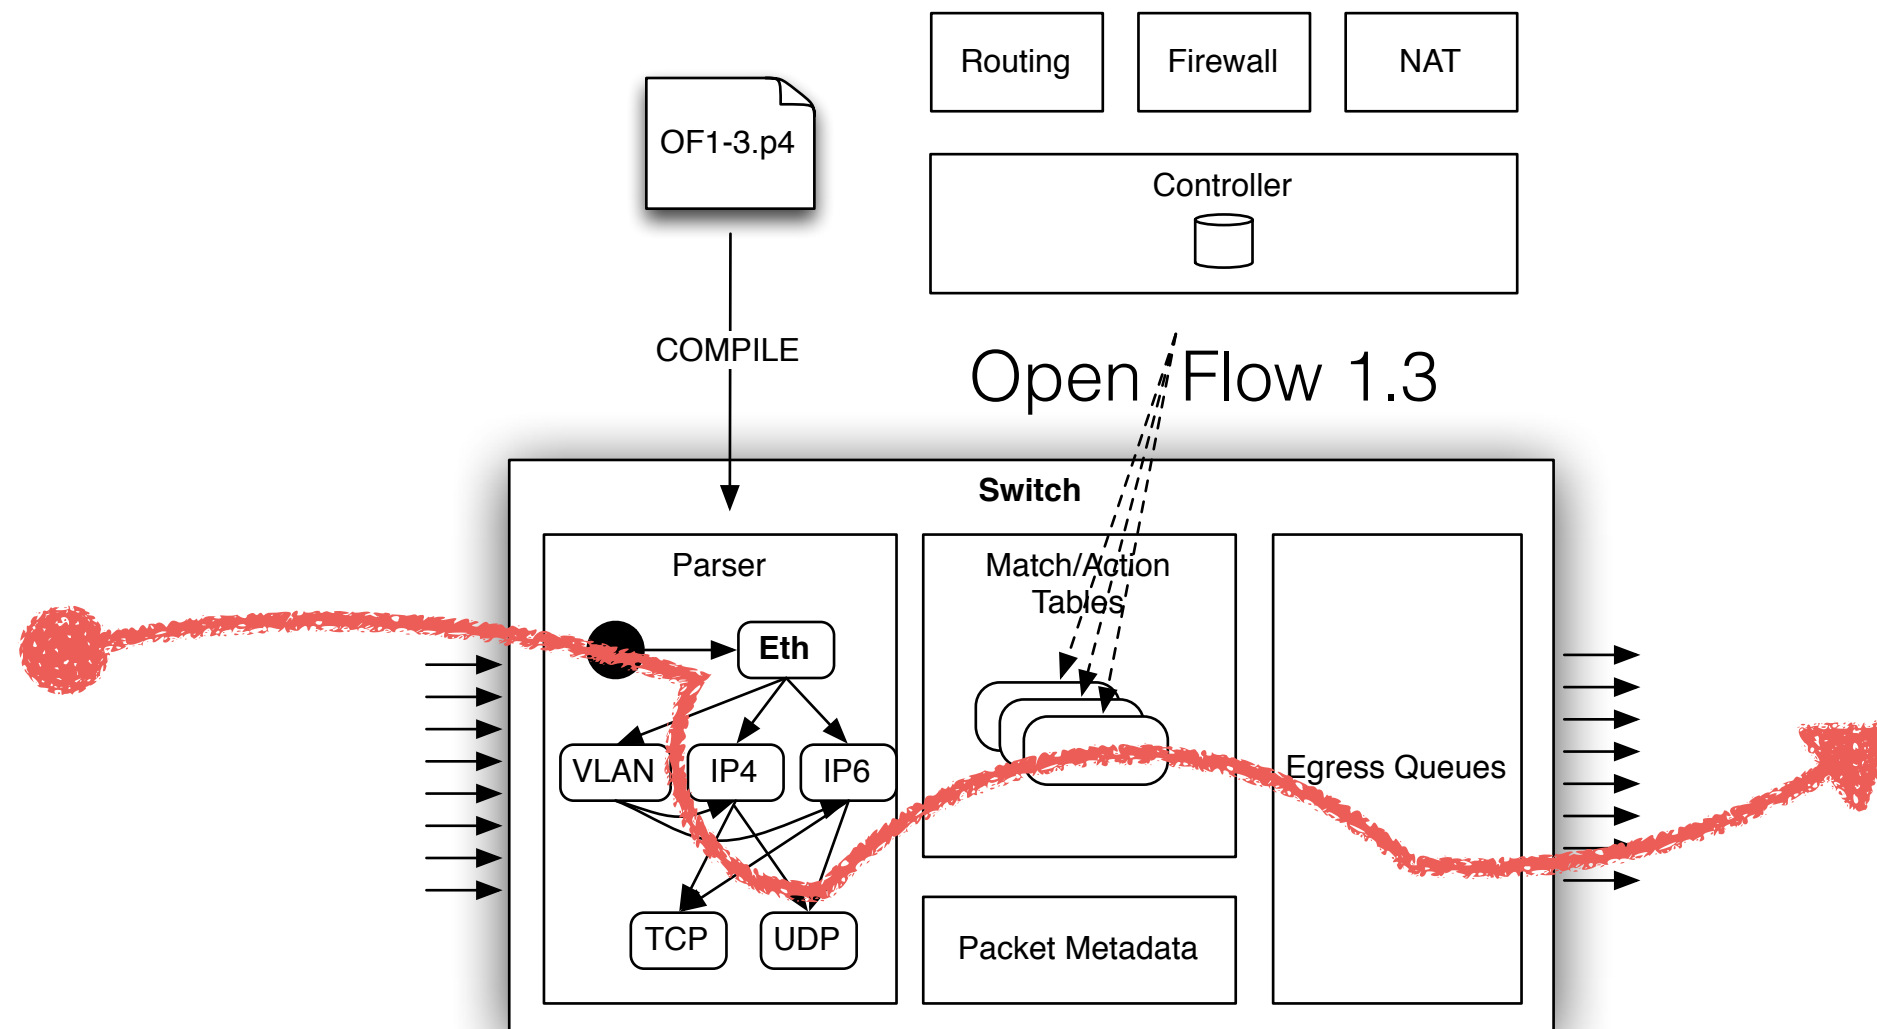 Routing
Firewall
NAT
OF1-3.p4
Controller
COMPILE
Open Flow 1.3
Switch
Parser
Match/Action
Tables
Eth
VLAN
IP4
IP6
Egress Queues
TCP
UDP
Packet Metadata